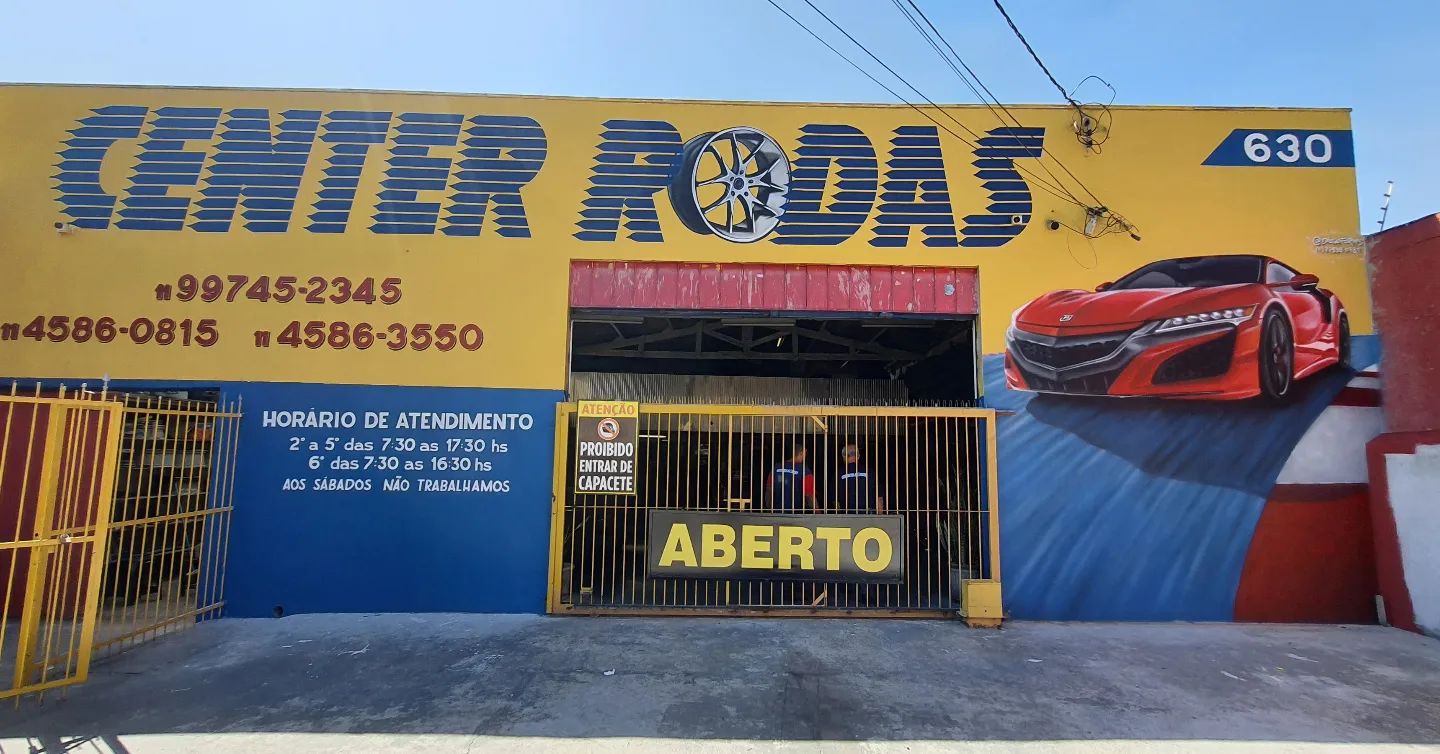 CENTER RODAS
630
11 99745-2345
11 4586-0815 11 4586-3550
HORÁRIO DE ATENDIMENTO
2ª a 5ª das 7:30 as 17:30 hs
6ª das 7:30 as 16:30 hs
AOS SÁBADOS NÃO TRABALHAMOS
ATENÇÃO
PROIBIDO
ENTRAR DE
CAPACETE
ABERTO